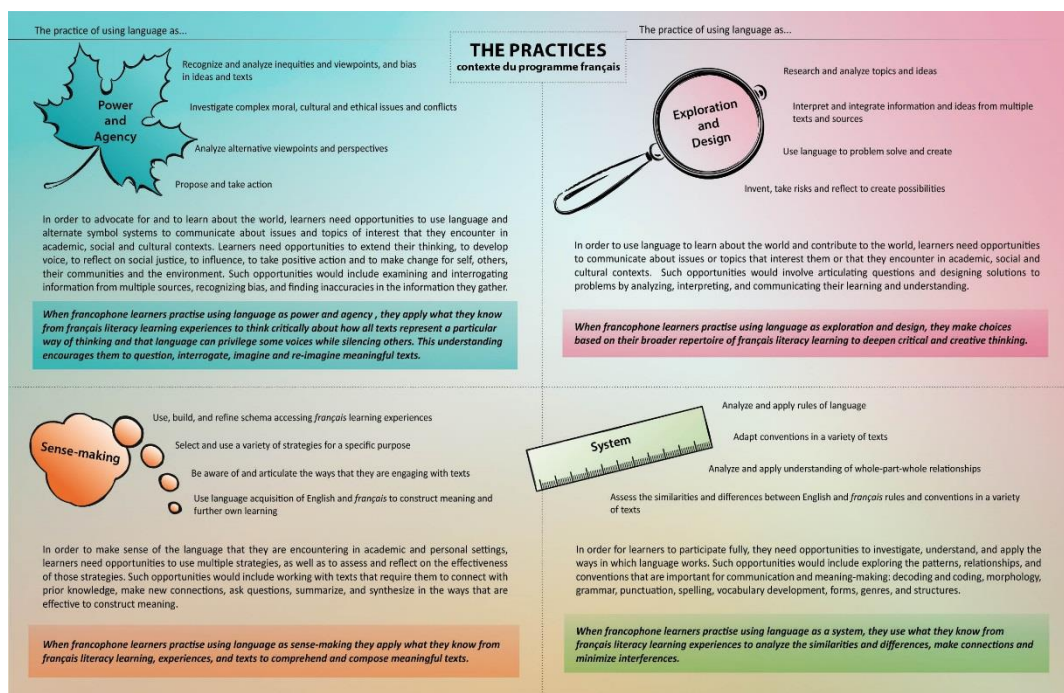 The practice of using language as...
THE PRACTICES
contexte du programme français
Power
and
Agency
Recognize and analyze inequities and viewpoints, and bias
in ideas and texts
Investigate complex moral, cultural and ethical issues and conflicts
Analyze alternative viewpoints and perspectives
Propose and take action
In order to advocate for and to learn about the world, learners need opportunities to use language and
alternate symbol systems to communicate about issues and topics of interest that they encounter in
academic, social and cultural contexts. Learners need opportunities to extend their thinking, to develop
voice, to reflect on social justice, to influence, to take positive action and to make change for self, others,
their communities and the environment. Such opportunities would include examining and interrogating
information from multiple sources, recognizing bias, and finding inaccuracies in the information they gather.
When francophone learners practise using language as power and agency , they apply what they know
from français literacy learning experiences to think critically about how all texts represent a particular
way of thinking and that language can privilege some voices while silencing others. This understanding
encourages them to question, interrogate, imagine and re-imagine meaningful texts.
The practice of using language as...
Exploration
and
Design
Research and analyze topics and ideas
Interpret and integrate information and ideas from multiple
texts and sources
Use language to problem solve and create
Invent, take risks and reflect to create possibilities
In order to use language to learn about the world and contribute to the world, learners need opportunities
to communicate about issues or topics that interest them or that they encounter in academic, social and
cultural contexts. Such opportunities would involve articulating questions and designing solutions to
problems by analyzing, interpreting, and communicating their learning and understanding.
When francophone learners practise using language as exploration and design, they make choices
based on their broader repertoire of français literacy learning to deepen critical and creative thinking.
Sense-making
Use, build, and refine schema accessing français learning experiences
Select and use a variety of strategies for a specific purpose
Be aware of and articulate the ways that they are engaging with texts
Use language acquisition of English and français to construct meaning and
further own learning
In order to make sense of the language that they are encountering in academic and personal settings,
learners need opportunities to use multiple strategies, as well as to assess and reflect on the effectiveness
of those strategies. Such opportunities would include working with texts that require them to connect with
prior knowledge, make new connections, ask questions, summarize, and synthesize in the ways that are
effective to construct meaning.
When francophone learners practise using language as sense-making they apply what they know from
français literacy learning, experiences, and texts to comprehend and compose meaningful texts.
System
Analyze and apply rules of language
Adapt conventions in a variety of texts
Analyze and apply understanding of whole-part-whole relationships
Assess the similarities and differences between English and français rules and conventions in a variety
of texts
In order for learners to participate fully, they need opportunities to investigate, understand, and apply the
ways in which language works. Such opportunities would include exploring the patterns, relationships, and
conventions that are important for communication and meaning-making: decoding and coding, morphology,
grammar, punctuation, spelling, vocabulary development, forms, genres, and structures.
When francophone learners practise using language as a system, they use what they know from
français literacy learning experiences to analyze the similarities and differences, make connections and
minimize interferences.